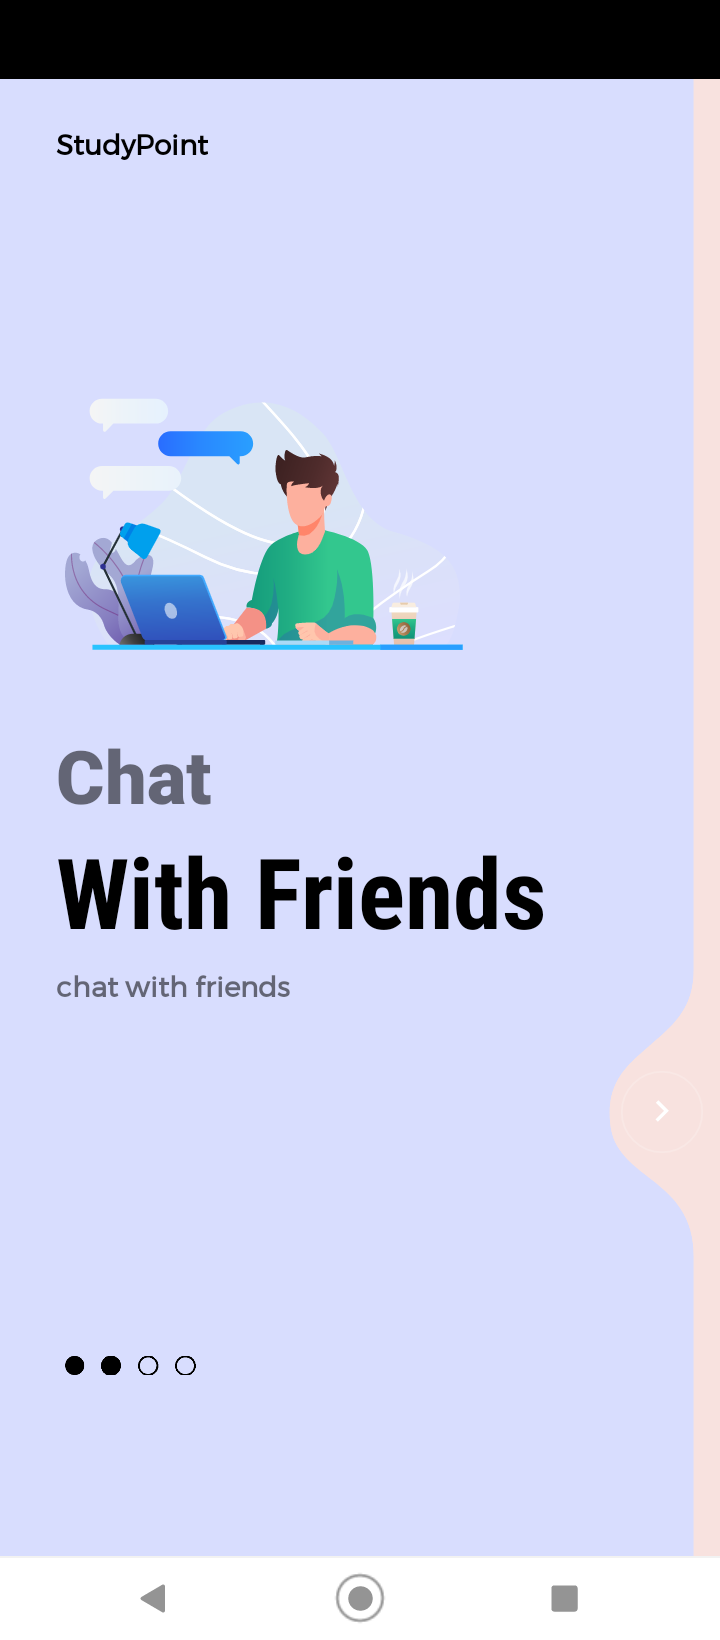 StudyPoint
Chat
With Friends
chat with friends